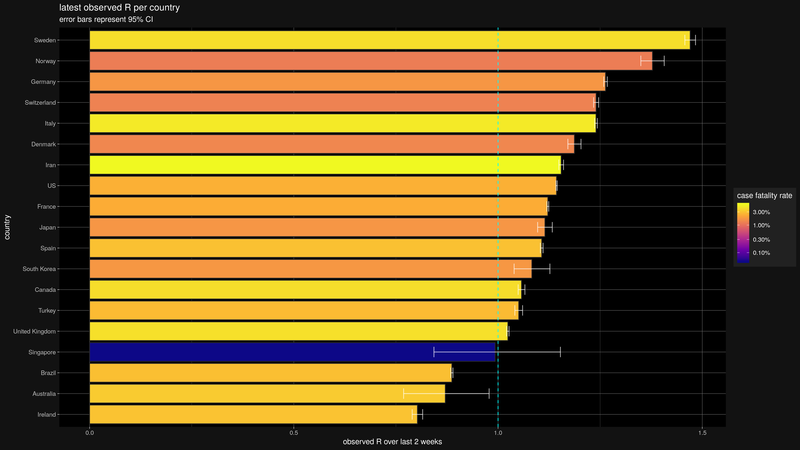 latest observed R per country
error bars represent 95% CI
Sweden
Norway
Germany
Switzerland
Italy
Denmark
Iran
US
France
Japan
Spain
South Korea
Canada
Turkey
United Kingdom
Singapore
Brazil
Australia
Ireland
country
0.0
0.5
1.0
1.5
observed R over last 2 weeks
case fatality rate
3.00%
1.00%
0.30%
0.10%